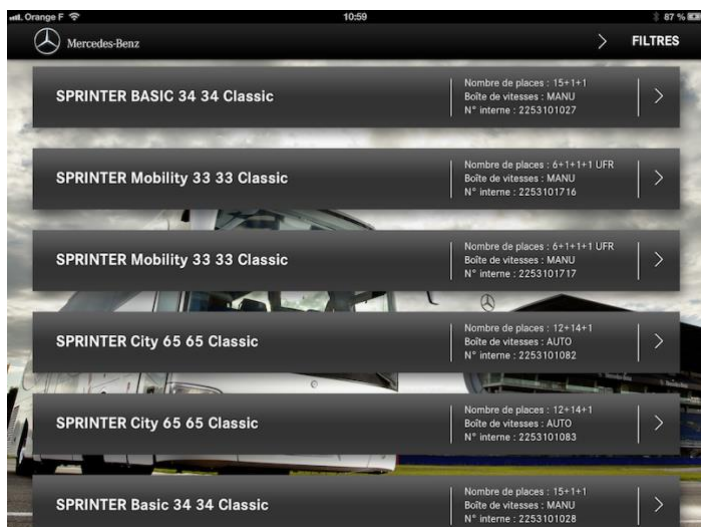 Orange F
10:59
87 %
Mercedes-Benz
FILTRES
SPRINTER BASIC 34 34 Classic
Nombre de places : 15+1+1
Boîte de vitesses : MANU
N° interne : 2253101027
SPRINTER Mobility 33 33 Classic
Nombre de places : 6+1+1+1 UFR
Boîte de vitesses : MANU
N° interne : 2253101716
SPRINTER Mobility 33 33 Classic
Nombre de places : 6+1+1+1 UFR
Boîte de vitesses : MANU
N° interne : 2253101717
SPRINTER City 65 65 Classic
Nombre de places : 12+14+1
Boîte de vitesses : AUTO
N° interne : 2253101082
SPRINTER City 65 65 Classic
Nombre de places : 12+14+1
Boîte de vitesses : AUTO
N° interne : 2253101083
SPRINTER Basic 34 34 Classic
Nombre de places : 15+1+1
Boîte de vitesses : MANU
N° interne : 2253101028